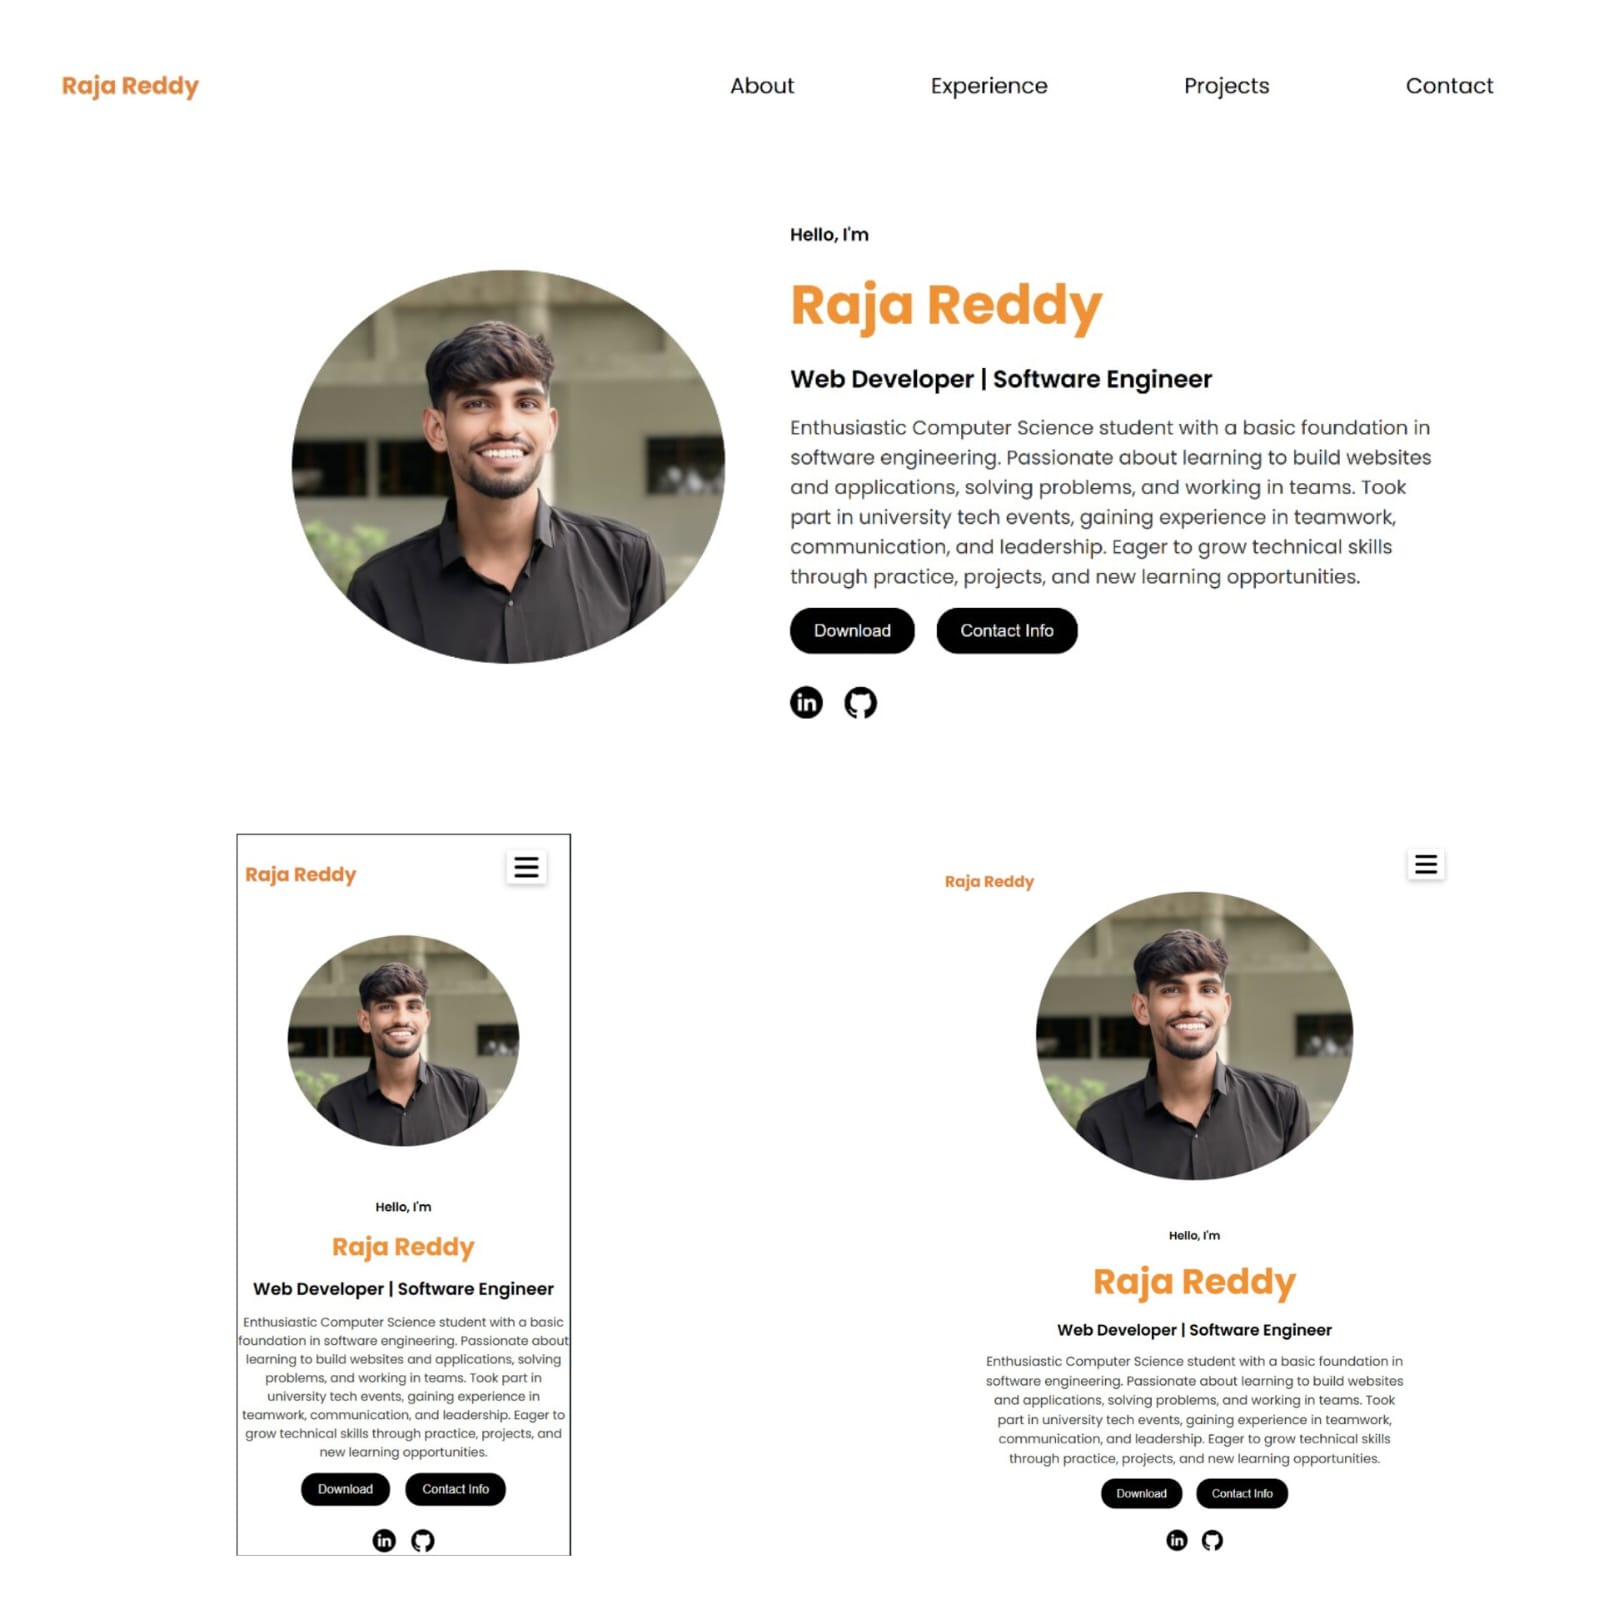 Raja Reddy
About
Experience
Projects
Contact
Hello, I'm
Raja Reddy
Web Developer | Software Engineer
Enthusiastic Computer Science student with a basic foundation in
software engineering. Passionate about learning to build websites
and applications, solving problems, and working in teams. Took
part in university tech events, gaining experience in teamwork,
communication, and leadership. Eager to grow technical skills
through practice, projects, and new learning opportunities.
Download
Contact Info
in
Raja Reddy
Hello, I'm
Raja Reddy
Web Developer | Software Engineer
Enthusiastic Computer Science student with a basic
foundation in software engineering. Passionate about
learning to build websites and applications, solving
problems, and working in teams. Took part in
university tech events, gaining experience in
teamwork, communication, and leadership. Eager to
grow technical skills through practice, projects, and
new learning opportunities.
Download
Contact Info
in
Raja Reddy
Hello, I'm
Raja Reddy
Web Developer | Software Engineer
Enthusiastic Computer Science student with a basic foundation in
software engineering. Passionate about learning to build websites
and applications, solving problems, and working in teams. Took
part in university tech events, gaining experience in teamwork,
communication, and leadership. Eager to grow technical skills
through practice, projects, and new learning opportunities.
Download
Contact Info
in